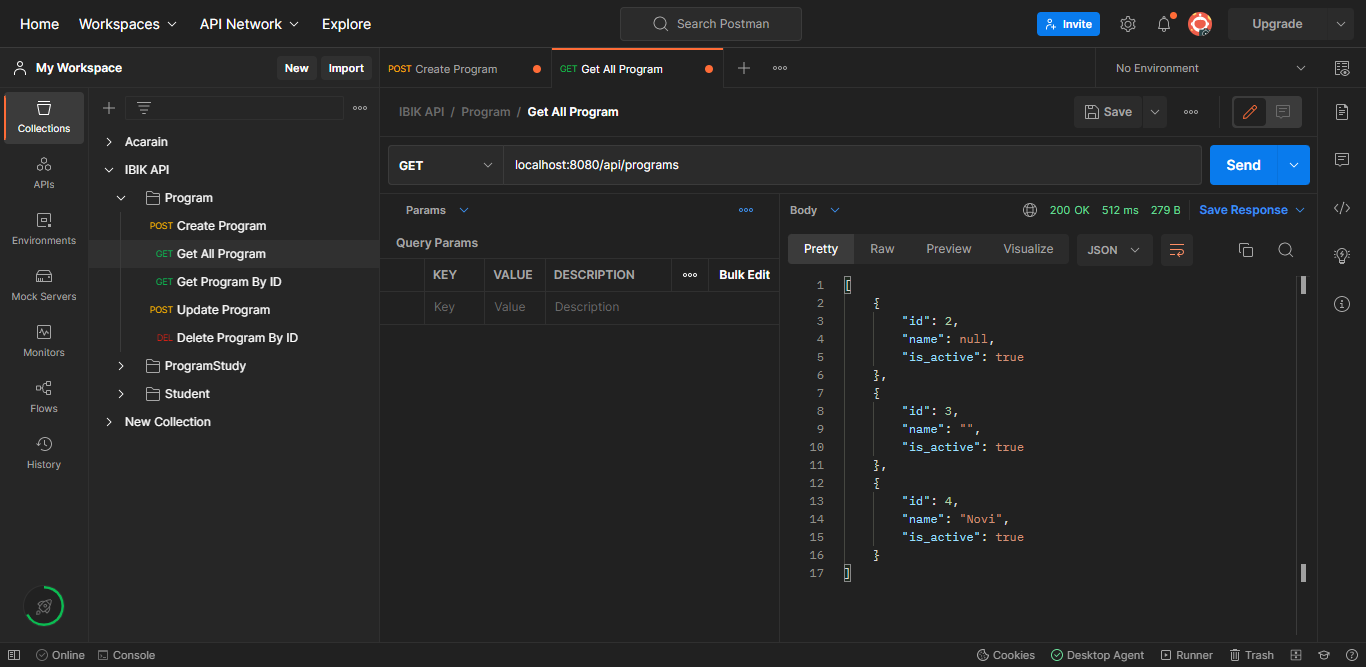 Home Workspaces API Network Explore Search Postman Invite Upgrade
My Workspace New Import POST Create Program GET Get All Program No Environment
Collections
APIs
Environments
Mock Servers
Monitors
Flows
History
Acarain
IBIK API
Program
POST Create Program
GET Get All Program
GET Get Program By ID
POST Update Program
DEL Delete Program By ID
ProgramStudy
Student
New Collection
IBIK API / Program / Get All Program Save
GET localhost:8080/api/programs Send
Params
Query Params
KEY VALUE DESCRIPTION Bulk Edit
Key Value Description
Body 200 OK 512 ms 279 B Save Response
Pretty Raw Preview Visualize JSON
1 [
2 {
3 "id": 2,
4 "name": null,
5 "is_active": true
6 },
7 {
8 "id": 3,
9 "name": "",
10 "is_active": true
11 },
12 {
13 "id": 4,
14 "name": "Novi",
15 "is_active": true
16 }
17 ]
Online Console Cookies Desktop Agent Runner Trash